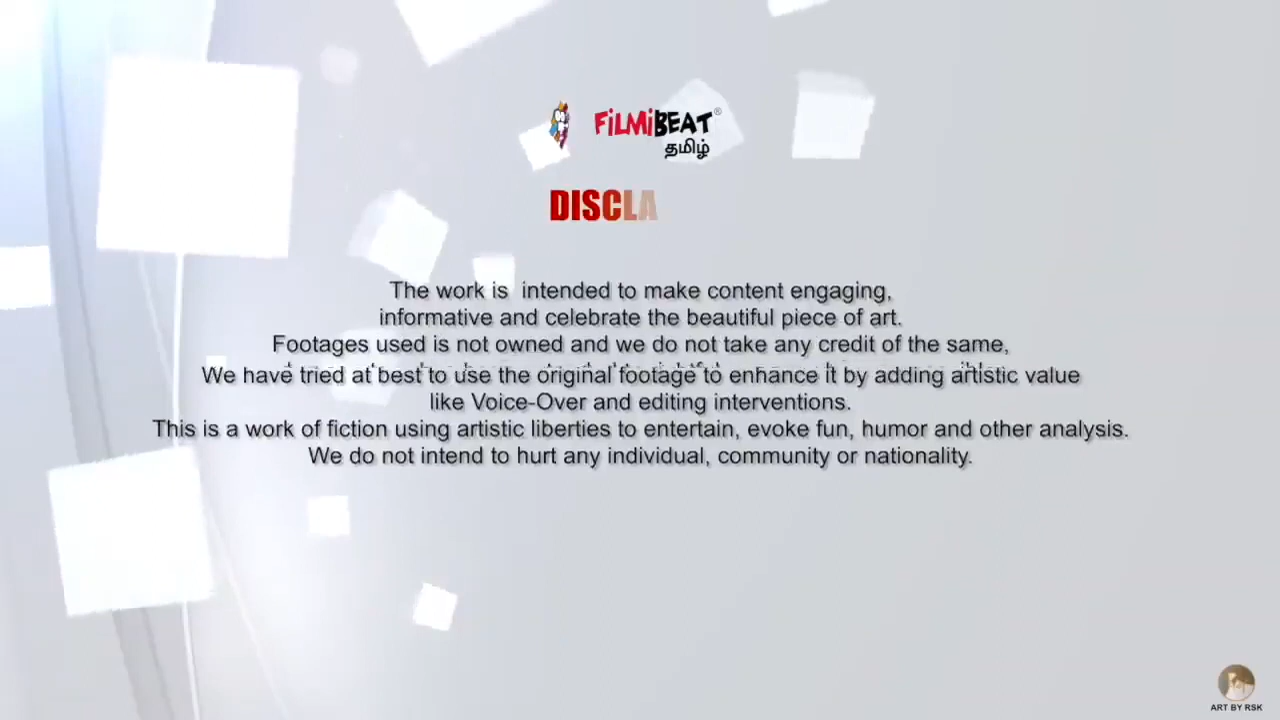 FiLMiBEAT®
தமிழ்
DISCLA
The work is intended to make content engaging,
informative and celebrate the beautiful piece of art.
Footages used is not owned and we do not take any credit of the same,
We have tried at best to use the original footage to enhance it by adding artistic value
like Voice-Over and editing interventions.
This is a work of fiction using artistic liberties to entertain, evoke fun, humor and other analysis.
We do not intend to hurt any individual, community or nationality.
ART BY RSK